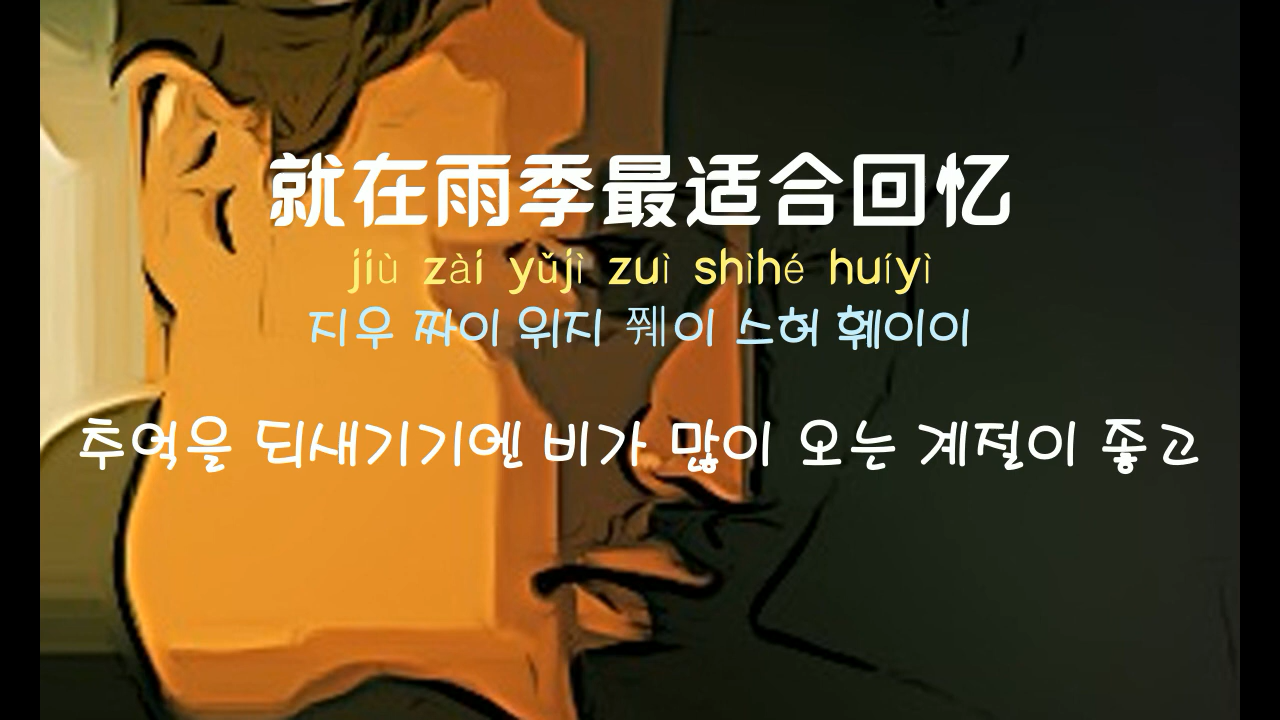 就在雨季最适合回忆
jiù zài yǔjì zuì shìhé huíyì
지우 짜이 위지 쮀이 스허 훼이이
추억을 되새기기엔 비가 많이 오는 계절이 좋고